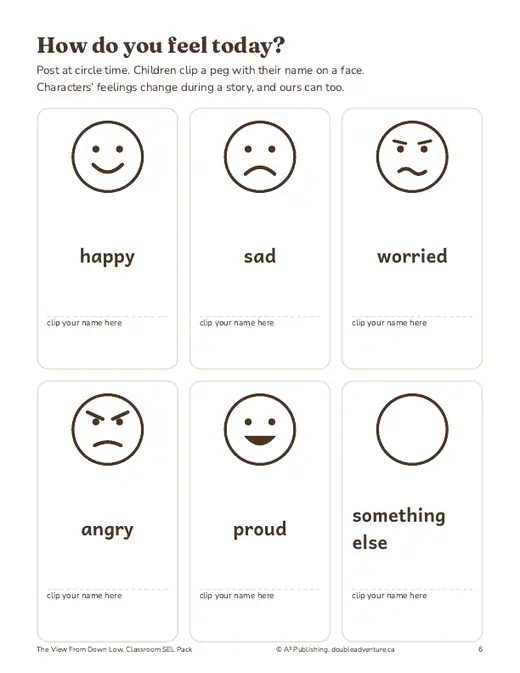 How do you feel today?
Post at circle time. Children clip a peg with their name on a face.
Characters' feelings change during a story, and ours can too.
happy
sad
worried
clip your name here
clip your name here
clip your name here
angry
proud
something
else
clip your name here
clip your name here
clip your name here
The View From Down Low, Classroom SEL Pack
© A² Publishing, doubleadventure.ca
6